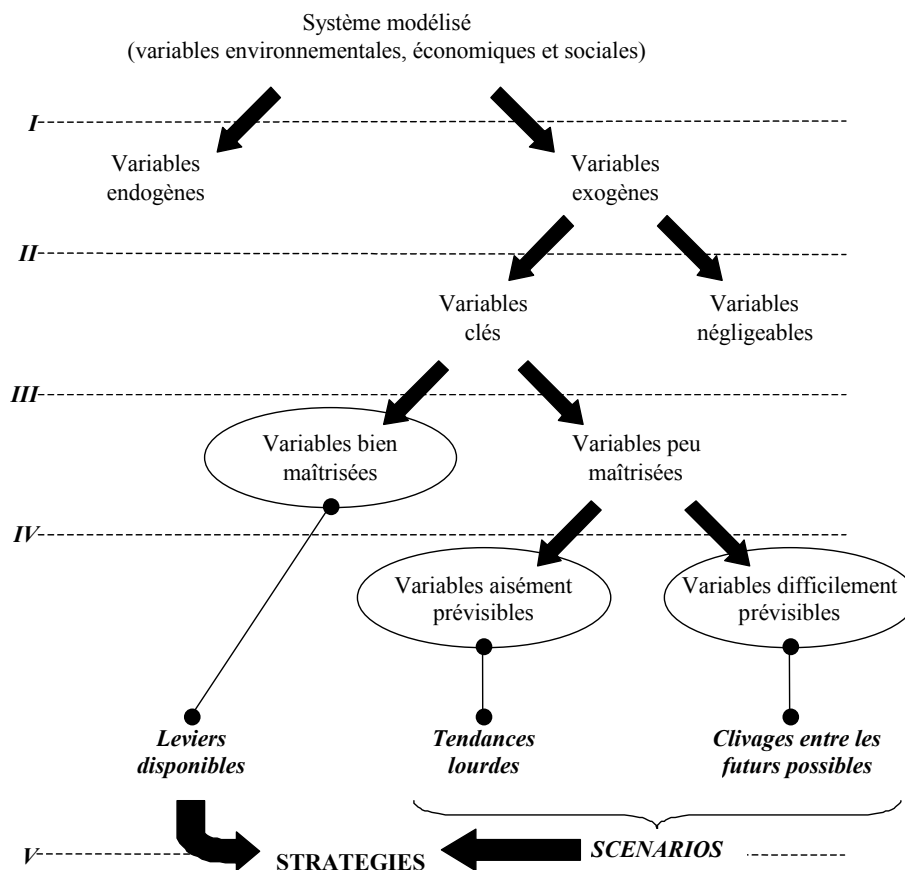 Système modélisé
(variables environnementales, économiques et sociales)
I
Variables
endogènes
Variables
exogènes
II
Variables
clés
Variables
négligeables
III
Variables bien
maîtrisées
Variables peu
maîtrisées
IV
Variables aisément
prévisibles
Variables difficilement
prévisibles
Leviers
disponibles
Tendances
lourdes
Clivages entre les
futurs possibles
V
STRATEGIES
SCENARIOS